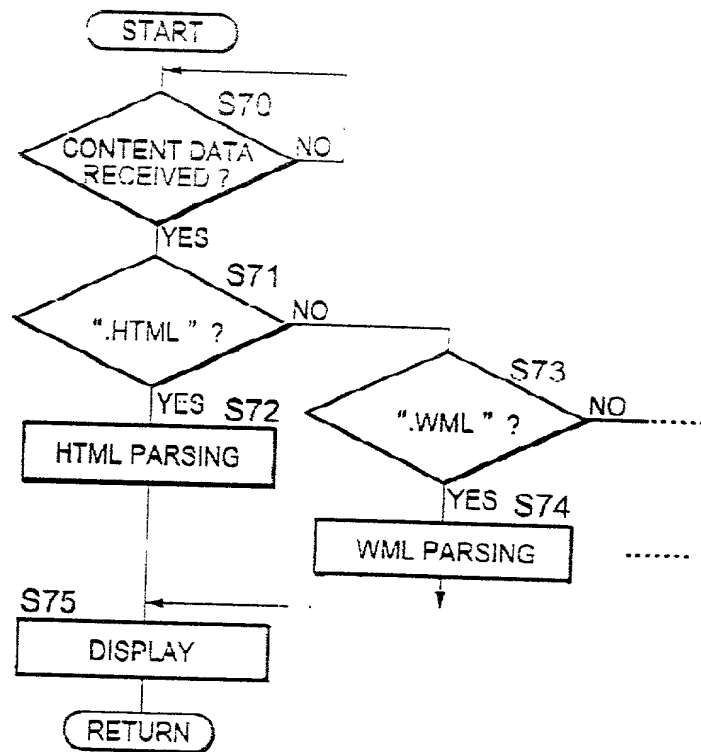 START
S70
CONTENT DATA
RECEIVED ?
NO
YES
S71
".HTML" ?
NO
YES
S72
HTML PARSING
S73
".WML" ?
NO
YES
S74
WML PARSING
S75
DISPLAY
RETURN